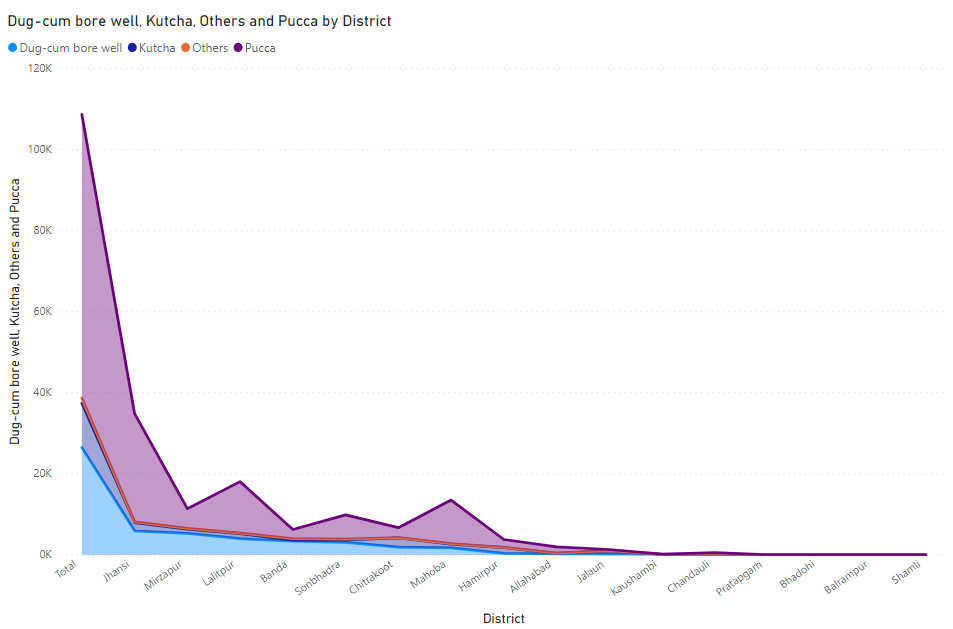 Dug-cum bore well, Kutcha, Others and Pucca by District
Dug-cum bore well Kutcha Others Pucca
120K
100K
80K
60K
40K
20K
0K
Dug-cum bore well, Kutcha, Others and Pucca
Total
Jhansi
Mirzapur
Lalitpur
Banda
Sonbhadra
Chitrakoot
Mahoba
Hamirpur
Allahabad
Jalaun
Kaushambi
Chandauli
Pratapgarh
Bhadohi
Balrampur
Shamli
District